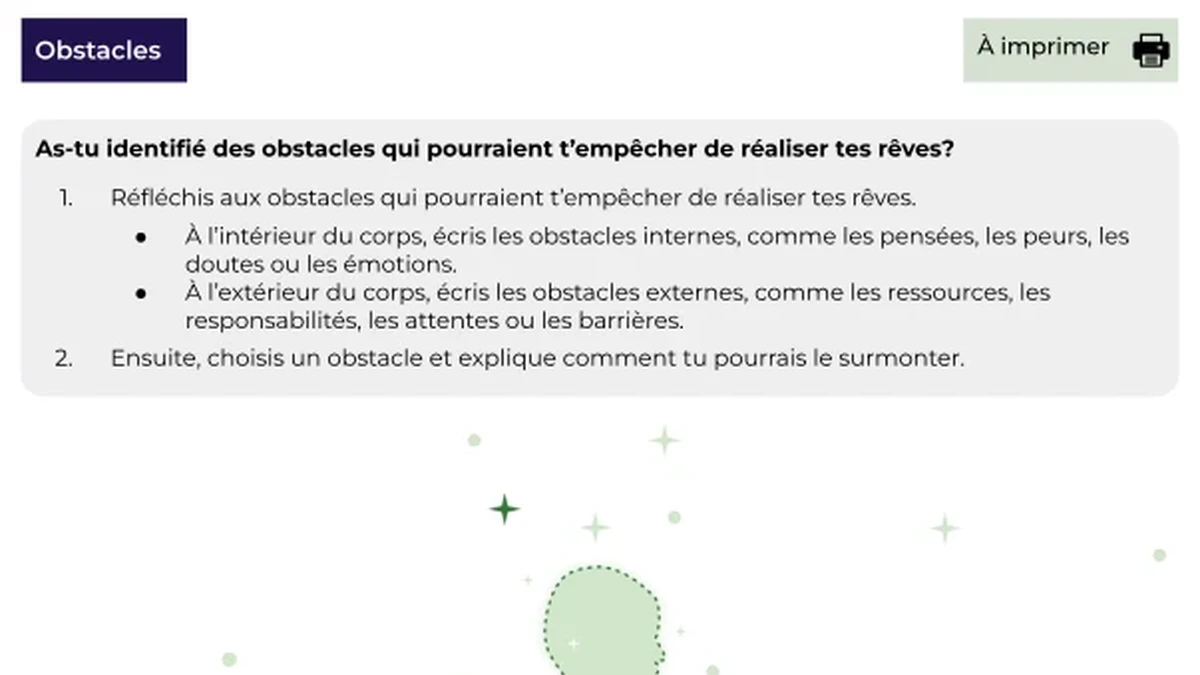 Obstacles
À imprimer
As-tu identifié des obstacles qui pourraient t’empêcher de réaliser tes rêves?
1. Réfléchis aux obstacles qui pourraient t’empêcher de réaliser tes rêves.
● À l’intérieur du corps, écris les obstacles internes, comme les pensées, les peurs, les
doutes ou les émotions.
● À l’extérieur du corps, écris les obstacles externes, comme les ressources, les
responsabilités, les attentes ou les barrières.
2. Ensuite, choisis un obstacle et explique comment tu pourrais le surmonter.